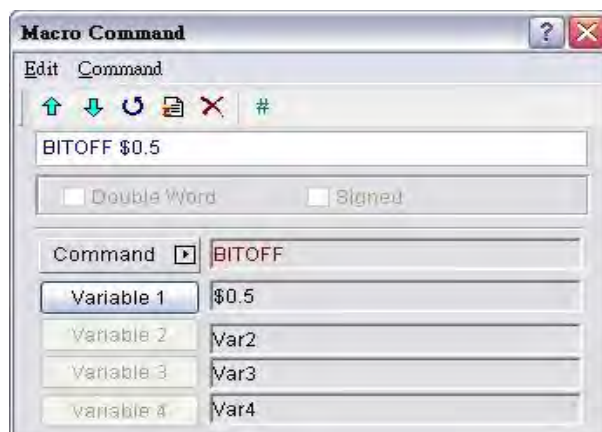 Macro Command
Edit Command
#
BITOFF $0.5
Double Word Signed
Command BITOFF
Variable 1 $0.5
Variable 2 Var2
Variable 3 Var3
Variable 4 Var4